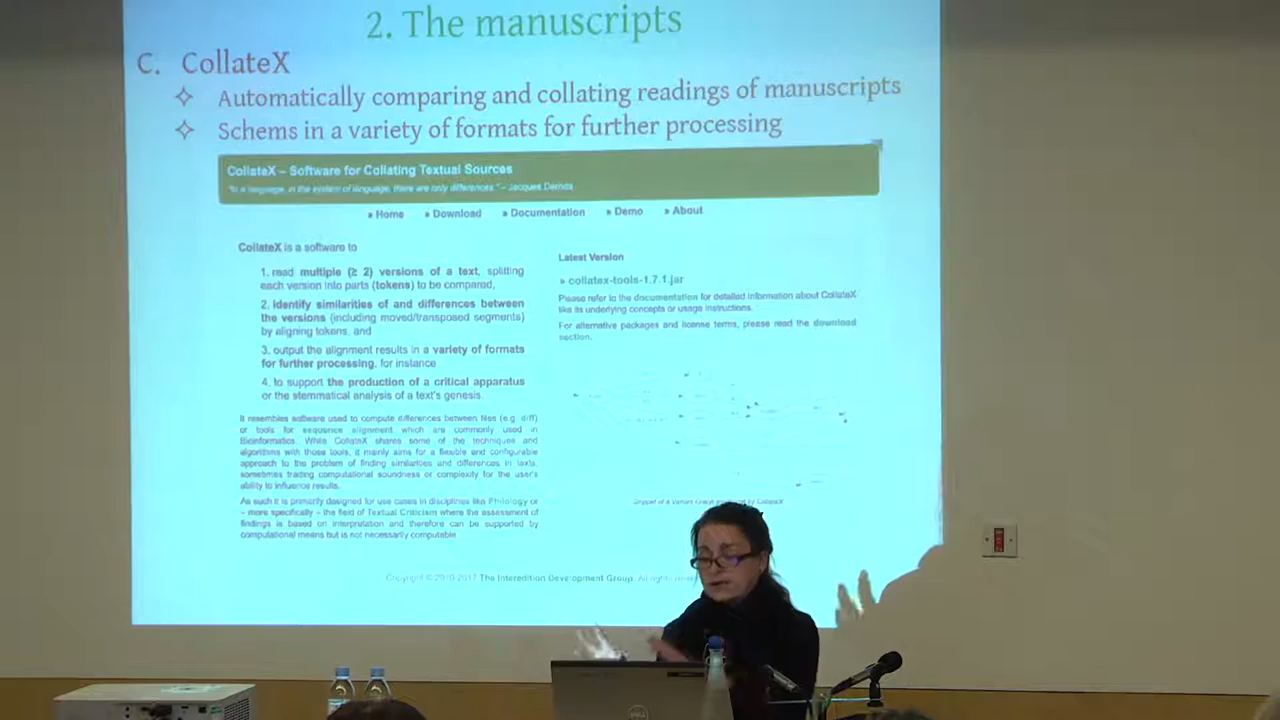 2. The manuscripts
C. CollateX
✧ Automatically comparing and collating readings of manuscripts
✧ Schems in a variety of formats for further processing
CollateX – Software for Collating Textual Sources
"In a language, in the system of language, there are only differences." – Jacques Derrida
» Home » Download » Documentation » Demo » About
CollateX is a software to
1. read multiple (≥ 2) versions of a text, splitting
each version into parts (tokens) to be compared,
2. identify similarities of and differences between
the versions (including moved/transposed segments)
by aligning tokens, and
3. output the alignment results in a variety of formats
for further processing, for instance
4. to support the production of a critical apparatus
or the stemmatical analysis of a text's genesis.
It resembles software used to compute differences between files (e.g. diff)
or tools for sequence alignment which are commonly used in
Bioinformatics. While CollateX shares some of the techniques and
algorithms with those tools, it mainly aims for a flexible and configurable
approach to the problem of finding similarities and differences in texts,
sometimes trading computational soundness or complexity for the user's
ability to influence results.
As such it is primarily designed for use cases in disciplines like Philology or
– more specifically – the field of Textual Criticism where the assessment of
findings is based on interpretation and therefore can be supported by
computational means but is not necessarily computable
Latest Version
» collatex-tools-1.7.1.jar
Please refer to the documentation for detailed information about CollateX
like its underlying concepts or usage instructions.
For alternative packages and license terms, please read the download
section.
Snippet of a Variant Graph produced by CollateX
Copyright © 2010-2017 The Interedition Development Group. All rights
DELL